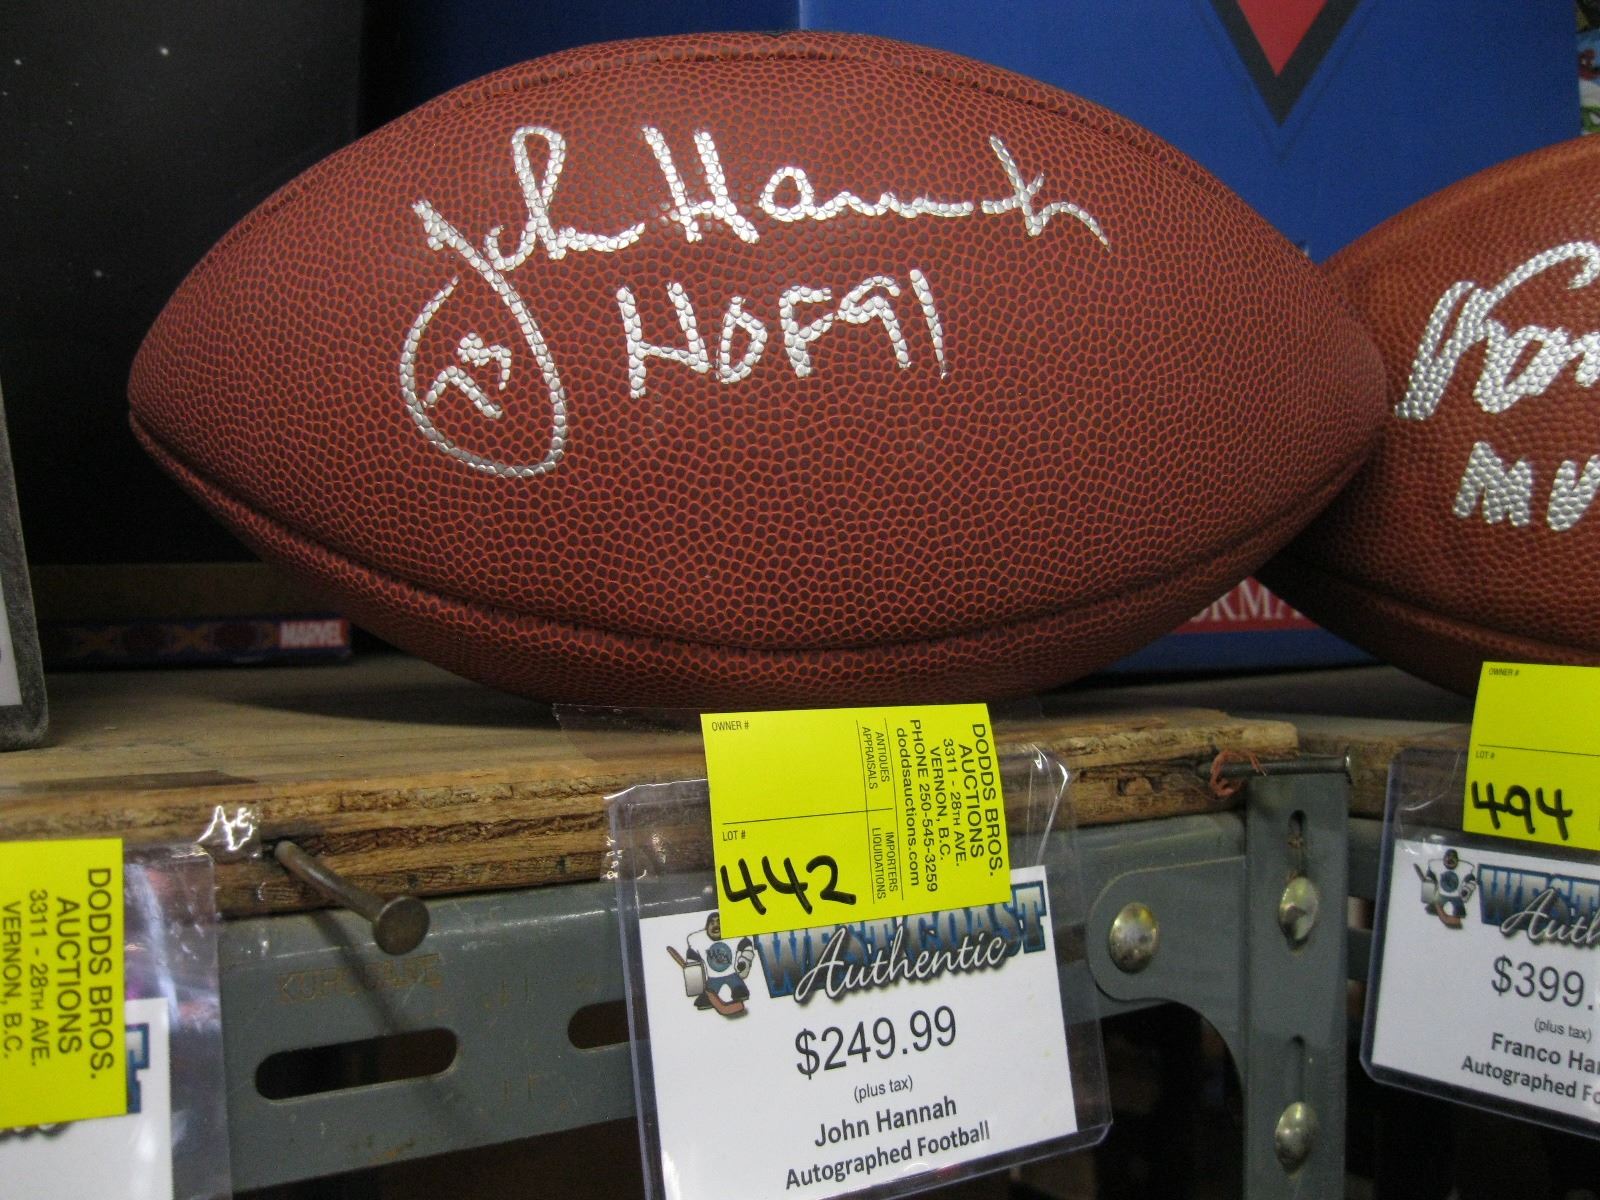 John Hannah
73
HOF 91
MV
MARVEL
ORMA
OWNER #
LOT #
442
ANTIQUES
APPRAISALS
IMPORTERS
LIQUIDATIONS
DODDS BROS.
AUCTIONS
3311 - 28TH AVE.
VERNON, B.C.
PHONE 250-545-3259
doddsauctions.com
WEST COAST
Authentic
$249.99
(plus tax)
John Hannah
Autographed Football
OWNER #
LOT #
494
WEST
Auth
$399.
(plus tax)
Franco Har
Autographed Fo
DODDS BROS.
AUCTIONS
3311 - 28TH AVE.
VERNON, B.C.